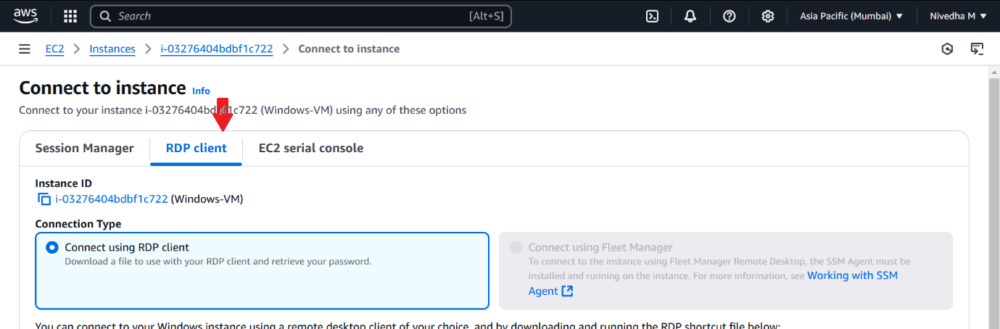 aws Search [Alt+S] Asia Pacific (Mumbai) Nivedha M
EC2 Instances i-03276404bdbf1c722 Connect to instance
Connect to instance Info
Connect to your instance i-03276404bdbf1c722 (Windows-VM) using any of these options
Session Manager RDP client EC2 serial console
Instance ID
i-03276404bdbf1c722 (Windows-VM)
Connection Type
Connect using RDP client
Download a file to use with your RDP client and retrieve your password.
Connect using Fleet Manager
To connect to the instance using Fleet Manager Remote Desktop, the SSM Agent must be
installed and running on the instance. For more information, see Working with SSM
Agent
You can connect to your Windows instance using a remote desktop client of your choice, and by downloading and running the RDP shortcut file below: